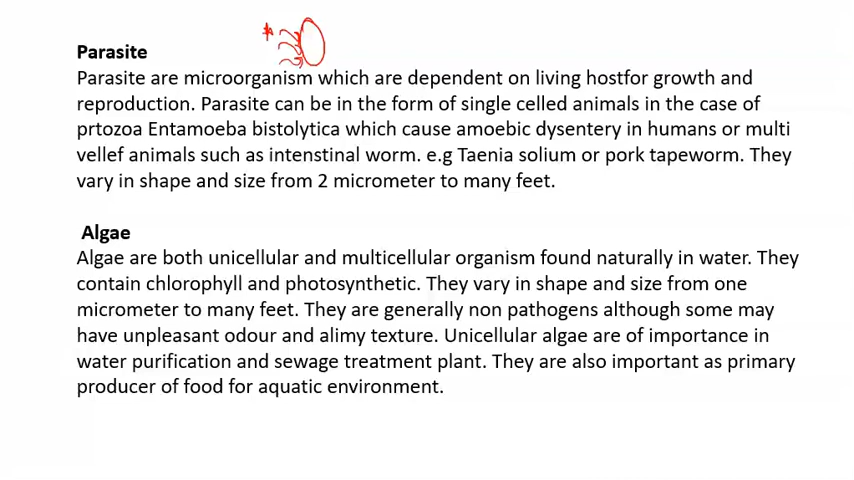 Parasite
Parasite are microorganism which are dependent on living hostfor growth and
reproduction. Parasite can be in the form of single celled animals in the case of
prtozoa Entamoeba bistolytica which cause amoebic dysentery in humans or multi
vellef animals such as intenstinal worm. e.g Taenia solium or pork tapeworm. They
vary in shape and size from 2 micrometer to many feet.
Algae
Algae are both unicellular and multicellular organism found naturally in water. They
contain chlorophyll and photosynthetic. They vary in shape and size from one
micrometer to many feet. They are generally non pathogens although some may
have unpleasant odour and alimy texture. Unicellular algae are of importance in
water purification and sewage treatment plant. They are also important as primary
producer of food for aquatic environment.